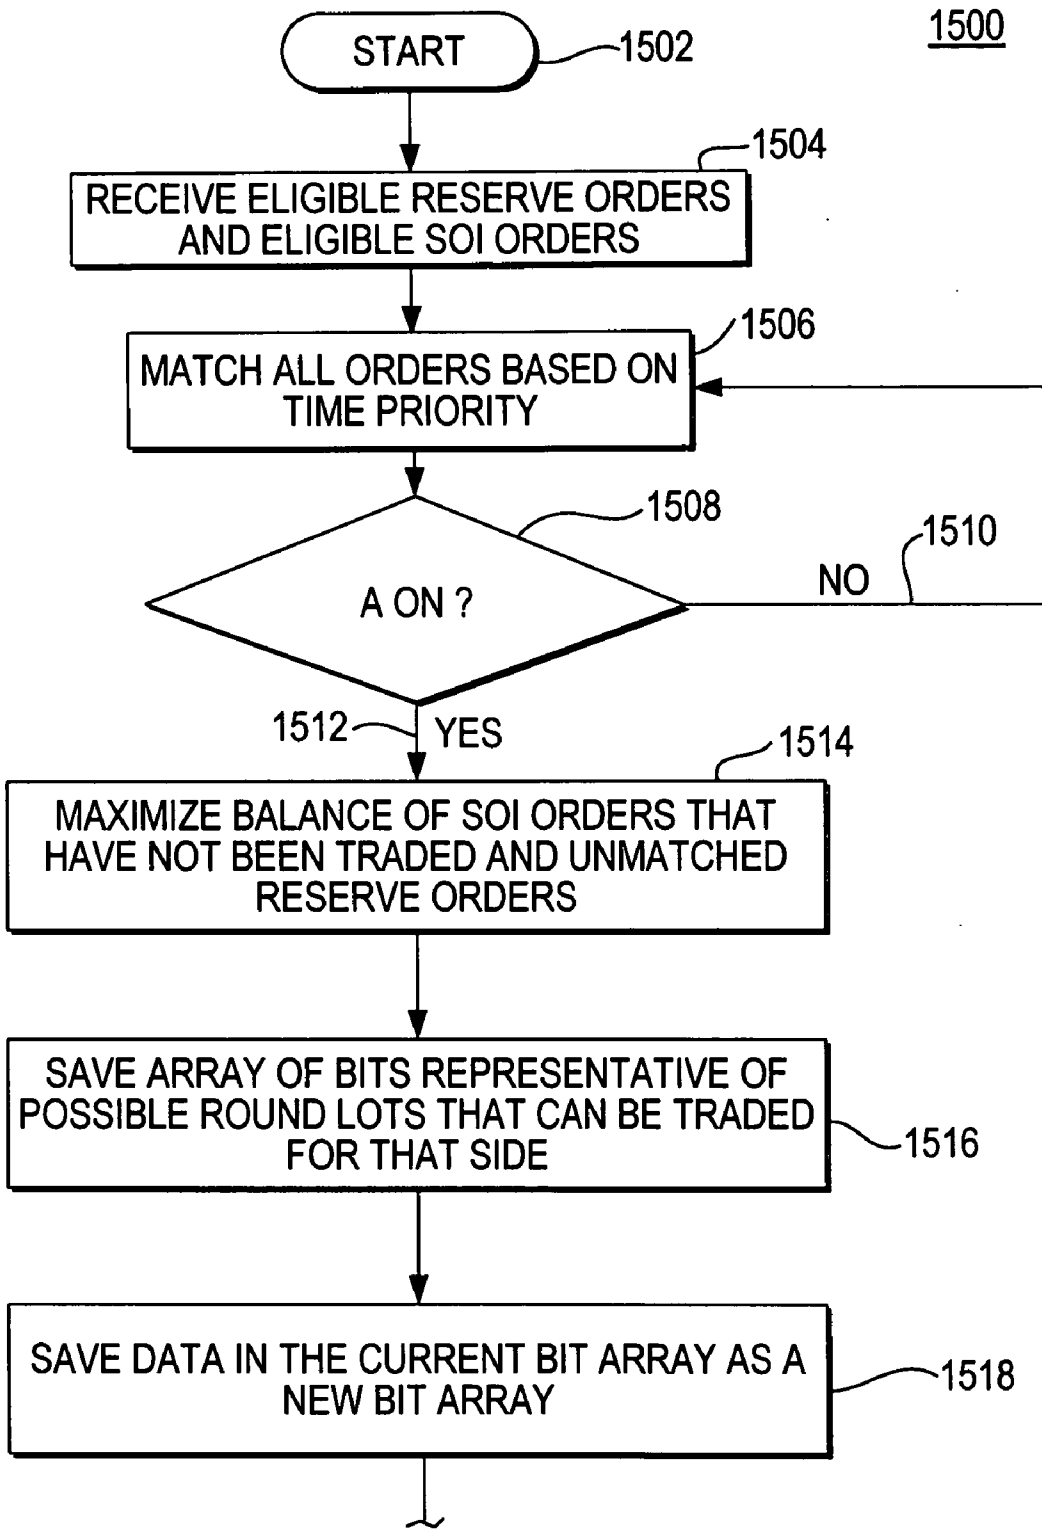 1500
START
1502
1504
RECEIVE ELIGIBLE RESERVE ORDERS
AND ELIGIBLE SOI ORDERS
1506
MATCH ALL ORDERS BASED ON
TIME PRIORITY
1508
A ON ?
1510
NO
1512
YES
1514
MAXIMIZE BALANCE OF SOI ORDERS THAT
HAVE NOT BEEN TRADED AND UNMATCHED
RESERVE ORDERS
SAVE ARRAY OF BITS REPRESENTATIVE OF
POSSIBLE ROUND LOTS THAT CAN BE TRADED
FOR THAT SIDE
1516
SAVE DATA IN THE CURRENT BIT ARRAY AS A
NEW BIT ARRAY
1518